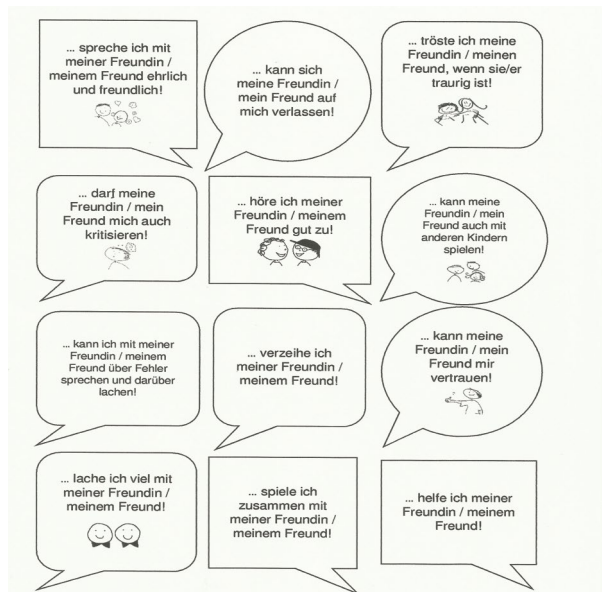 ... spreche ich mit
meiner Freundin /
meinem Freund ehrlich
und freundlich!
... kann sich
meine Freundin /
mein Freund auf
mich verlassen!
... tröste ich meine
Freundin / meinen
Freund, wenn sie/er
traurig ist!
... darf meine
Freundin / mein
Freund mich auch
kritisieren!
... höre ich meiner
Freundin / meinem
Freund gut zu!
... kann meine
Freundin / mein
Freund auch mit
anderen Kindern
spielen!
... kann ich mit meiner
Freundin / meinem
Freund über Fehler
sprechen und darüber
lachen!
... verzeihe ich
meiner Freundin /
meinem Freund!
... kann meine
Freundin / mein
Freund mir
vertrauen!
... lache ich viel mit
meiner Freundin /
meinem Freund!
... spiele ich
zusammen mit
meiner Freundin /
meinem Freund!
... helfe ich meiner
Freundin / meinem
Freund!